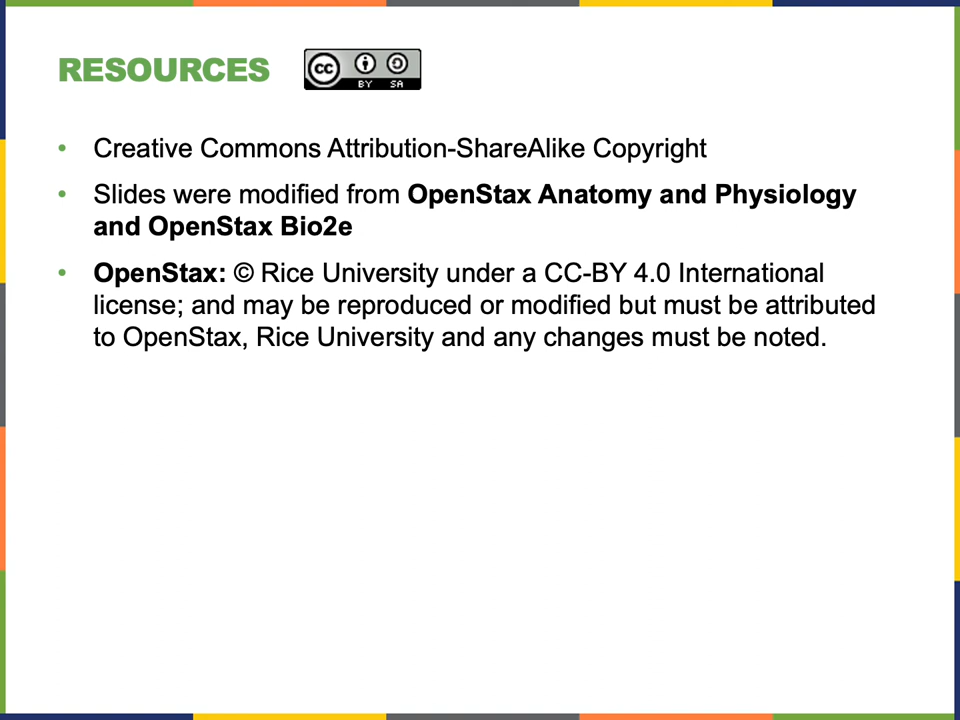 RESOURCES
cc BY SA
• Creative Commons Attribution-ShareAlike Copyright
• Slides were modified from OpenStax Anatomy and Physiology
and OpenStax Bio2e
• OpenStax: © Rice University under a CC-BY 4.0 International
license; and may be reproduced or modified but must be attributed
to OpenStax, Rice University and any changes must be noted.